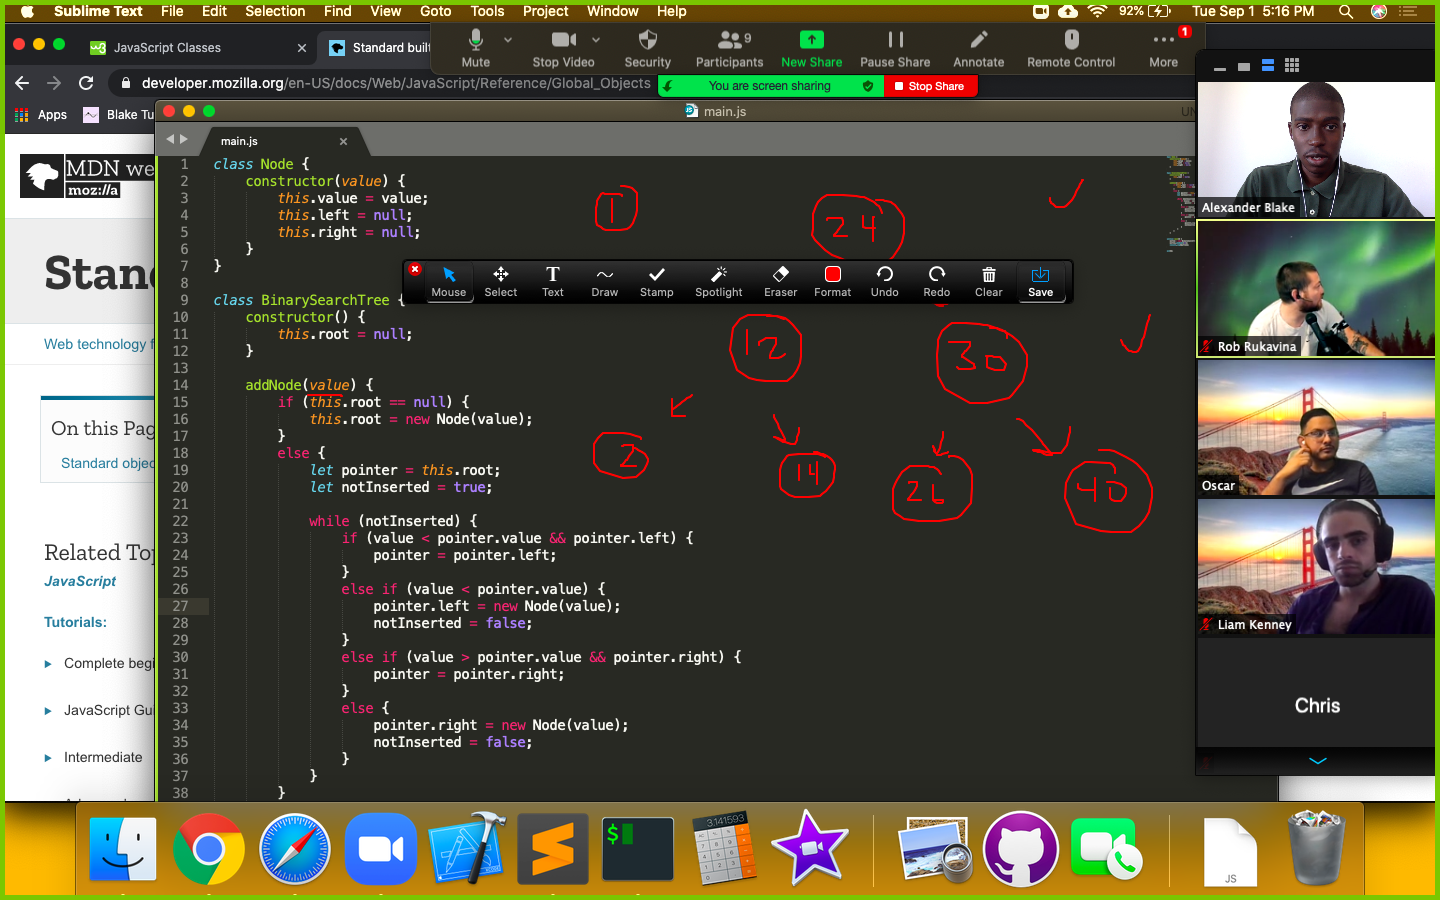 Sublime Text File Edit Selection Find View Goto Tools Project Window Help 92% Tue Sep 1 5:16 PM
JavaScript Classes
Standard buil
Mute Stop Video Security Participants 9 New Share Pause Share Annotate Remote Control More 1
developer.mozilla.org/en-US/docs/Web/JavaScript/Reference/Global_Objects
You are screen sharing Stop Share
Apps Blake Tu
main.js
UN
main.js
MDN we
moz://a
Stand
Web technology f
On this Pag
Standard objec
Related Top
JavaScript
Tutorials:
Complete begi
JavaScript Gui
Intermediate
1 class Node {
2 constructor(value) {
3 this.value = value;
4 this.left = null;
5 this.right = null;
6 }
7 }
8
9 class BinarySearchTree {
10 constructor() {
11 this.root = null;
12 }
13
14 addNode(value) {
15 if (this.root == null) {
16 this.root = new Node(value);
17 }
18 else {
19 let pointer = this.root;
20 let notInserted = true;
21
22 while (notInserted) {
23 if (value < pointer.value && pointer.left) {
24 pointer = pointer.left;
25 }
26 else if (value < pointer.value) {
27 pointer.left = new Node(value);
28 notInserted = false;
29 }
30 else if (value > pointer.value && pointer.right) {
31 pointer = pointer.right;
32 }
33 else {
34 pointer.right = new Node(value);
35 notInserted = false;
36 }
37 }
38 }
1
24
Mouse Select Text Draw Stamp Spotlight Eraser Format Undo Redo Clear Save
12
30
2
14
26
40
Alexander Blake
Rob Rukavina
Oscar
Liam Kenney
Chris
$
3.141593
JS